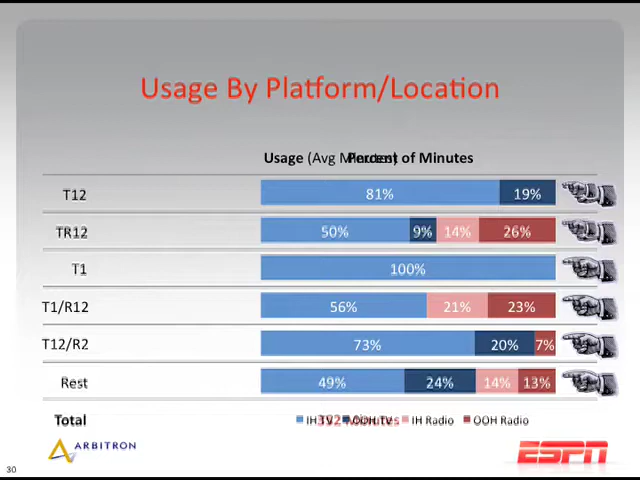 Usage By Platform/Location
Usage (Avg Minutes) Percent of Minutes
T12 81% 19%
TR12 50% 9% 14% 26%
T1 100%
T1/R12 56% 21% 23%
T12/R2 73% 20% 7%
Rest 49% 24% 14% 13%
Total 392 Minutes IH TV OOH TV IH Radio OOH Radio
ARBITRON
ESPN
30